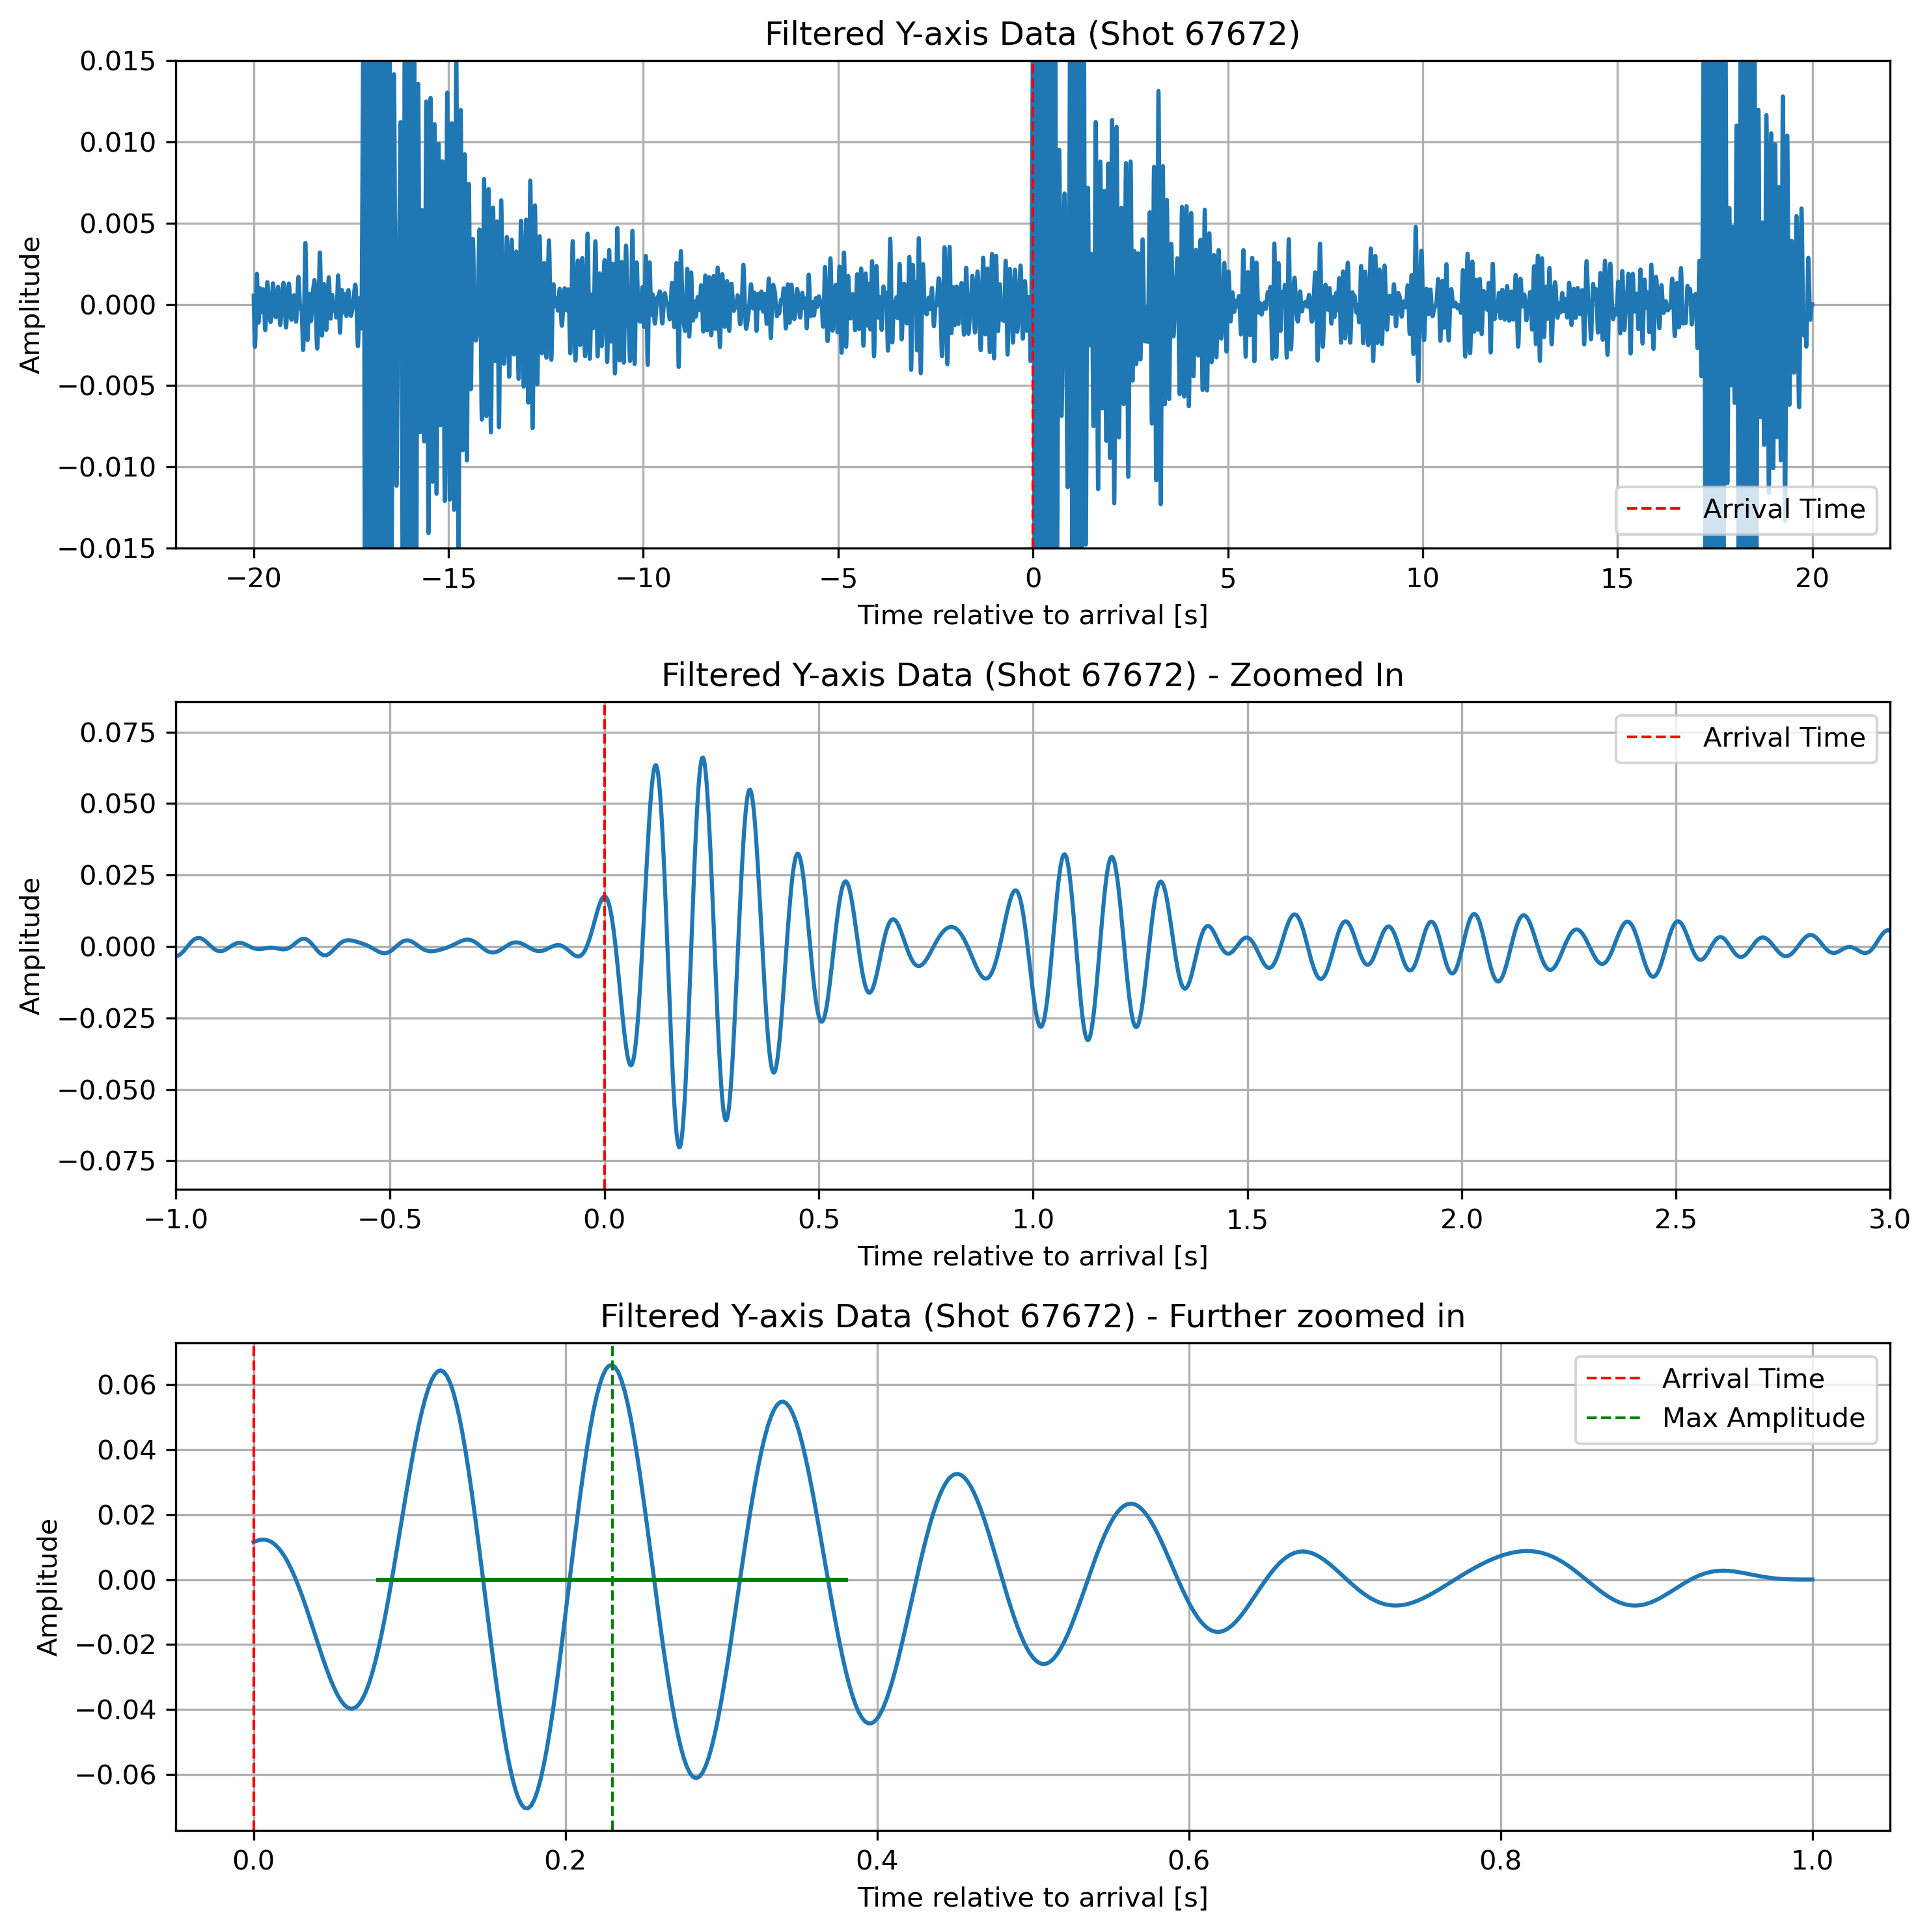 Filtered Y-axis Data (Shot 67672)
0.015
0.010
0.005
0.000
−0.005
−0.010
−0.015
Amplitude
Arrival Time
−20 −15 −10 −5 0 5 10 15 20
Time relative to arrival [s]
Filtered Y-axis Data (Shot 67672) - Zoomed In
0.075
0.050
0.025
0.000
−0.025
−0.050
−0.075
Amplitude
Arrival Time
−1.0 −0.5 0.0 0.5 1.0 1.5 2.0 2.5 3.0
Time relative to arrival [s]
Filtered Y-axis Data (Shot 67672) - Further zoomed in
0.06
0.04
0.02
0.00
−0.02
−0.04
−0.06
Amplitude
Arrival Time
Max Amplitude
0.0 0.2 0.4 0.6 0.8 1.0
Time relative to arrival [s]